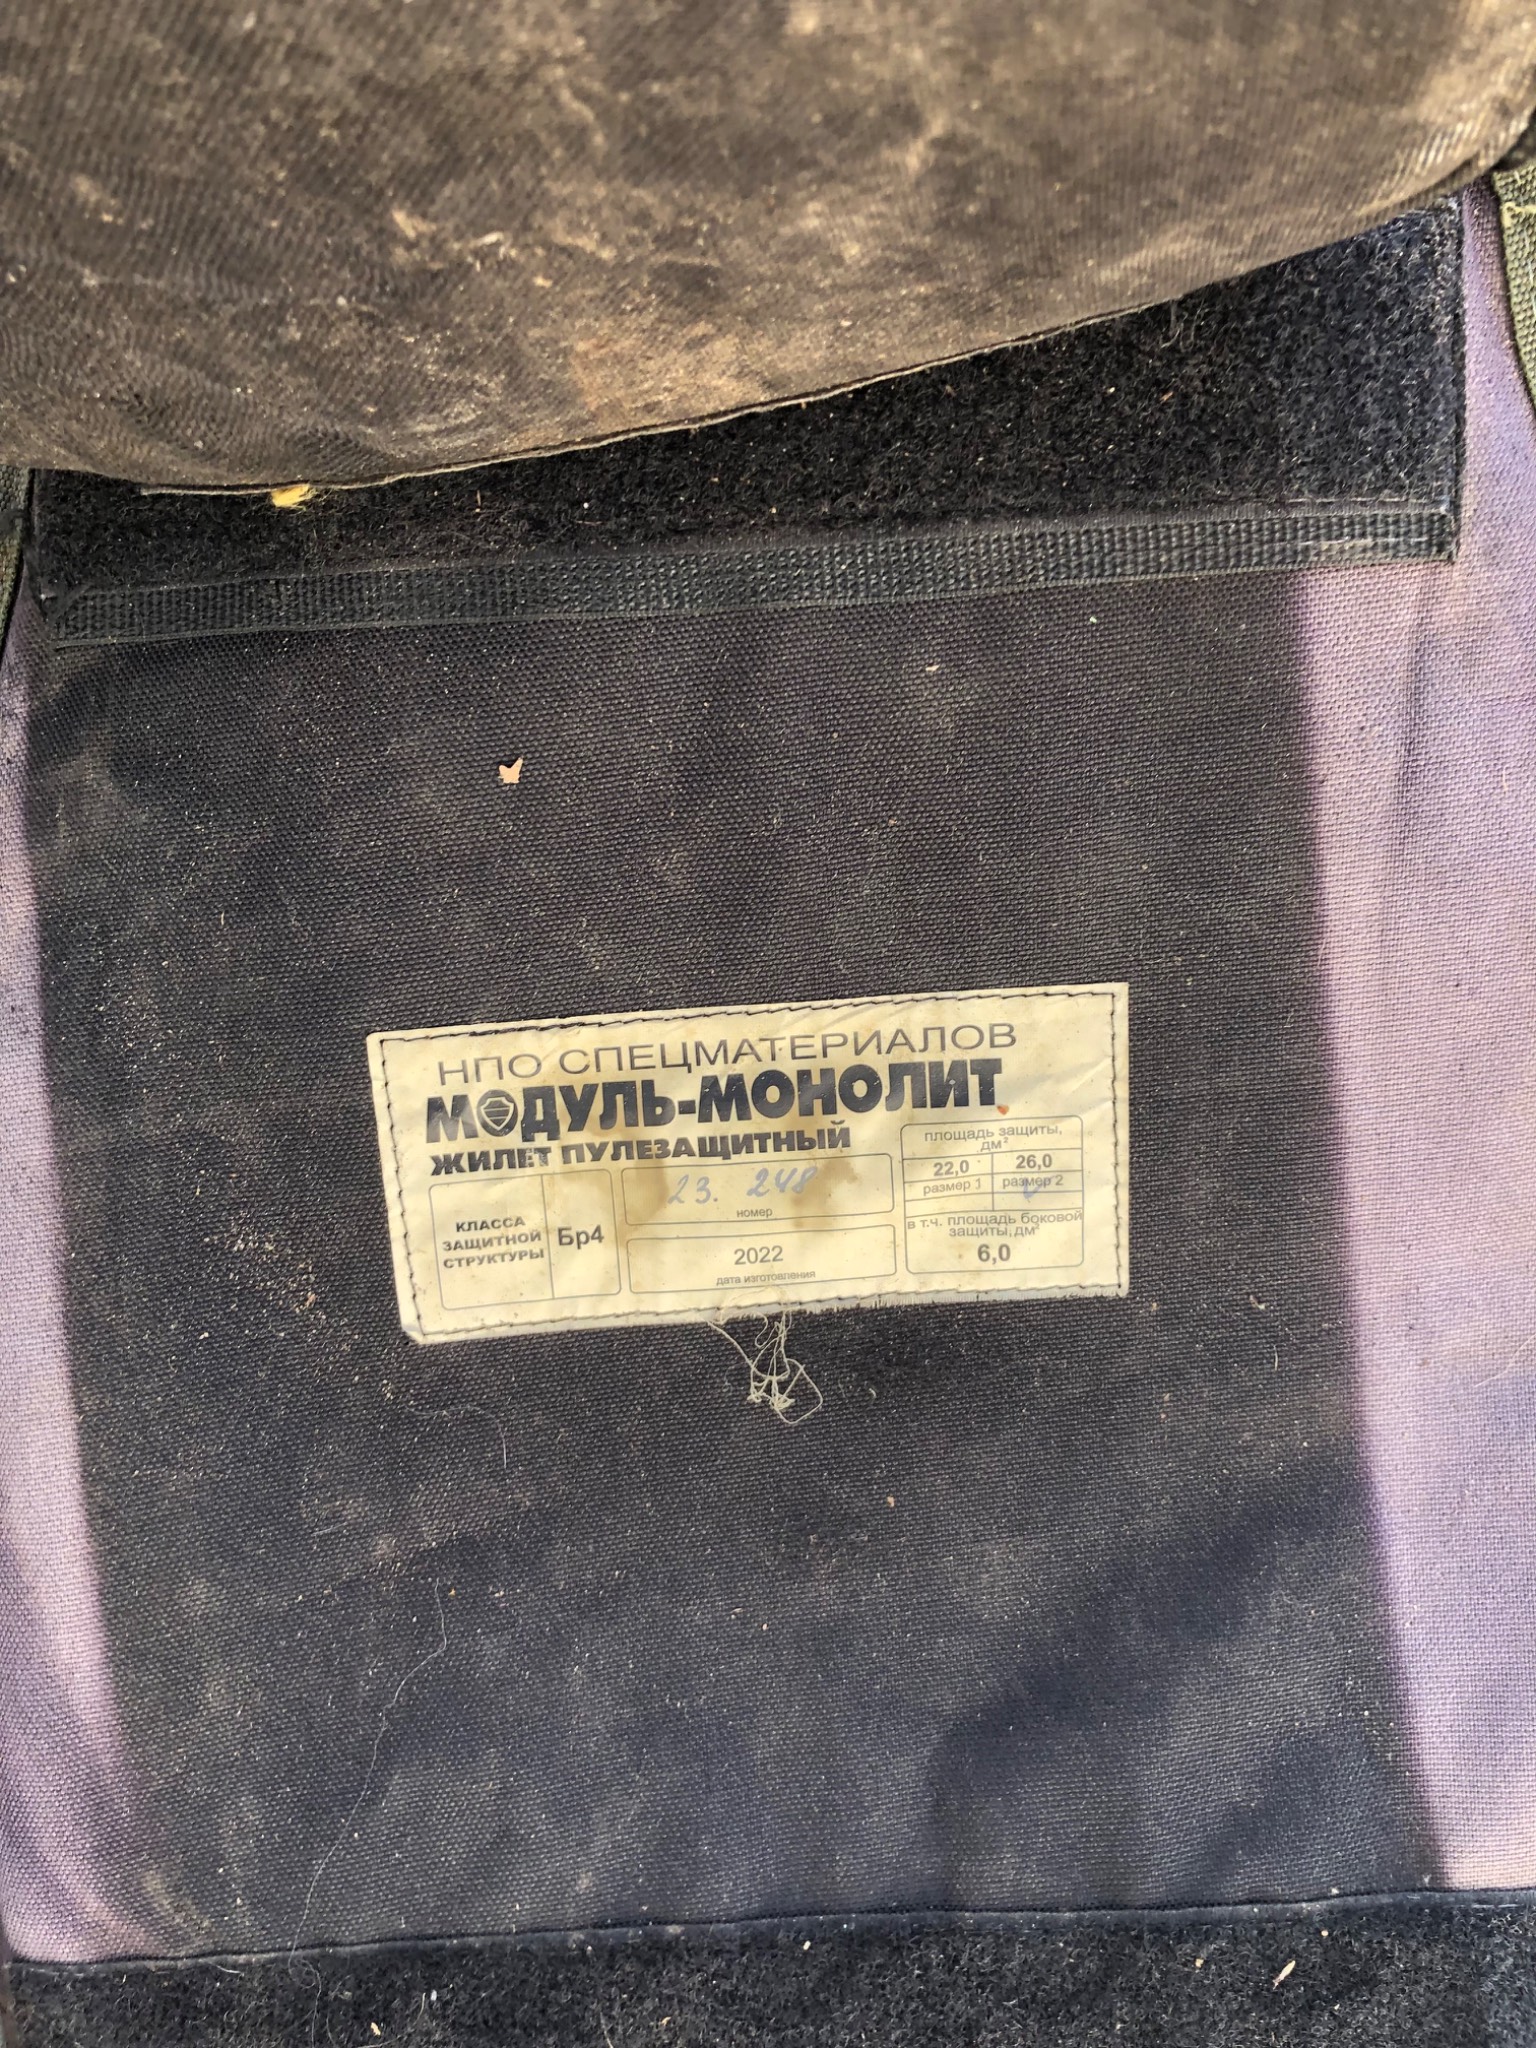 НПО СПЕЦМАТЕРИАЛОВ
МОДУЛЬ-МОНОЛИТ
ЖИЛЕТ ПУЛЕЗАЩИТНЫЙ
КЛАССА
ЗАЩИТНОЙ
СТРУКТУРЫ
Бр4
23. 248
номер
2022
дата изготовления
площадь защиты,
дм²
22,0 26,0
размер 1 размер 2
в т.ч. площадь боковой
защиты, дм²
6,0